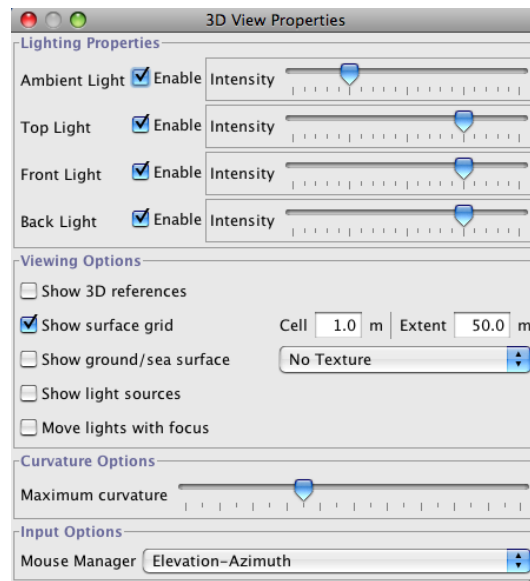 3D View Properties
Lighting Properties
Ambient Light Enable Intensity
Top Light Enable Intensity
Front Light Enable Intensity
Back Light Enable Intensity
Viewing Options
Show 3D references
Show surface grid Cell 1.0 m Extent 50.0 m
Show ground/sea surface No Texture
Show light sources
Move lights with focus
Curvature Options
Maximum curvature
Input Options
Mouse Manager Elevation-Azimuth